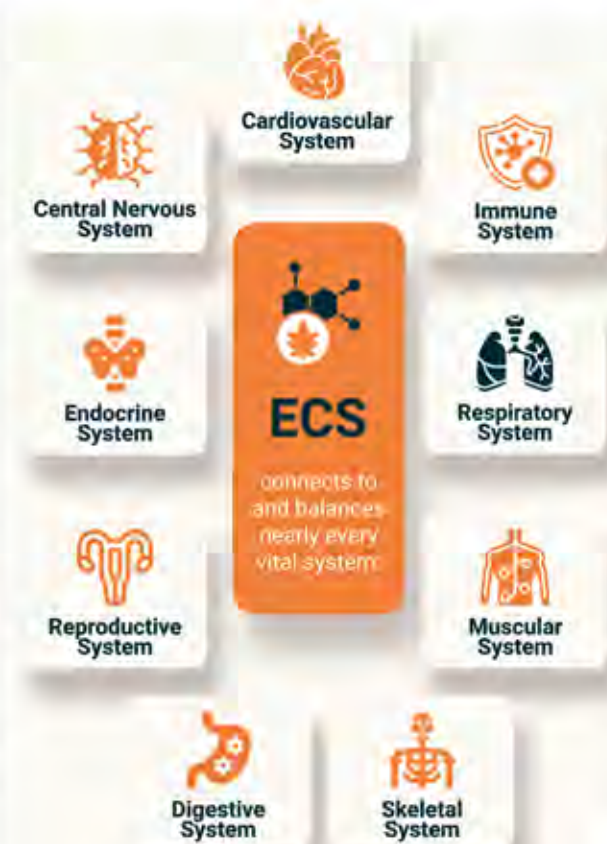 Cardiovascular
System
Central Nervous
System
Immune
System
Endocrine
System
ECS
connects to
and balances
nearly every
vital system
Respiratory
System
Reproductive
System
Muscular
System
Digestive
System
Skeletal
System